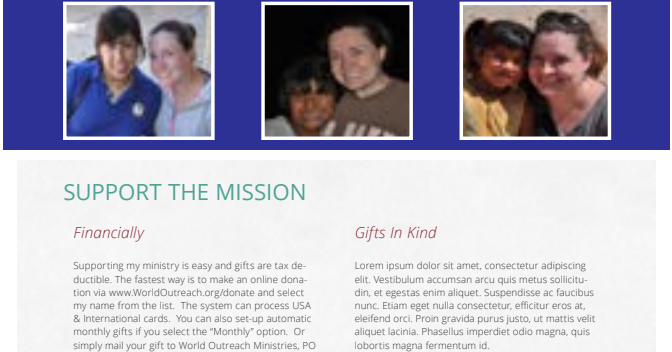 SUPPORT THE MISSION
Financially
Supporting my ministry is easy and gifts are tax de-
ductible. The fastest way is to make an online dona-
tion via www.WorldOutreach.org/donate and select
my name from the list.  The system can process USA
& International cards.  You can also set-up automatic
monthly gifts if you select the “Monthly” option.  Or
simply mail your gift to World Outreach Ministries, PO
Gifts In Kind
Lorem ipsum dolor sit amet, consectetur adipiscing
elit. Vestibulum accumsan arcu quis metus sollicitu-
din, et egestas enim aliquet. Suspendisse ac faucibus
nunc. Etiam eget nulla consectetur, efficitur eros at,
eleifend orci. Proin gravida purus justo, ut mattis velit
aliquet lacinia. Phasellus imperdiet odio magna, quis
lobortis magna fermentum id.